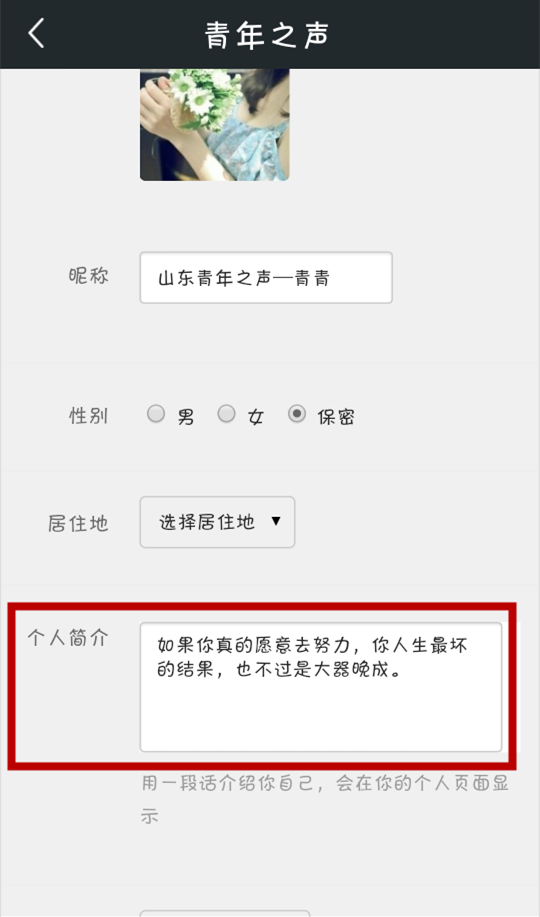 青年之声
昵称
山东青年之声—青青
性别
男 女 保密
居住地
选择居住地
个人简介
如果你真的愿意去努力，你人生最坏
的结果，也不过是大器晚成。
用一段话介绍你自己，会在你的个人页面显
示